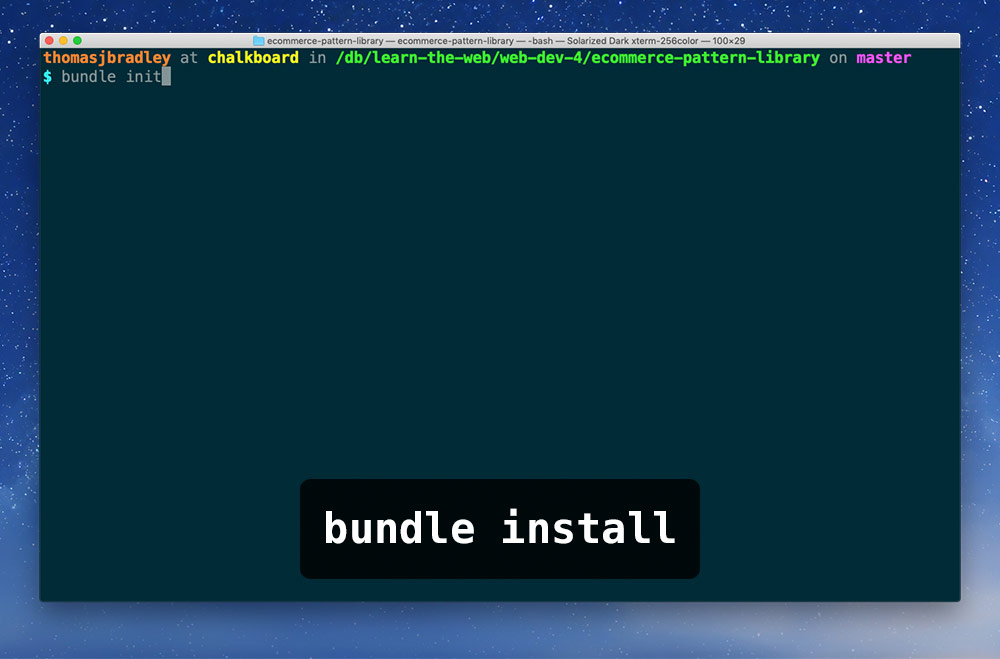 ecommerce-pattern-library — ecommerce-pattern-library — -bash — Solarized Dark xterm-256color — 100×29
thomasjbradley at chalkboard in /db/learn-the-web/web-dev-4/ecommerce-pattern-library on master
$ bundle init
bundle install